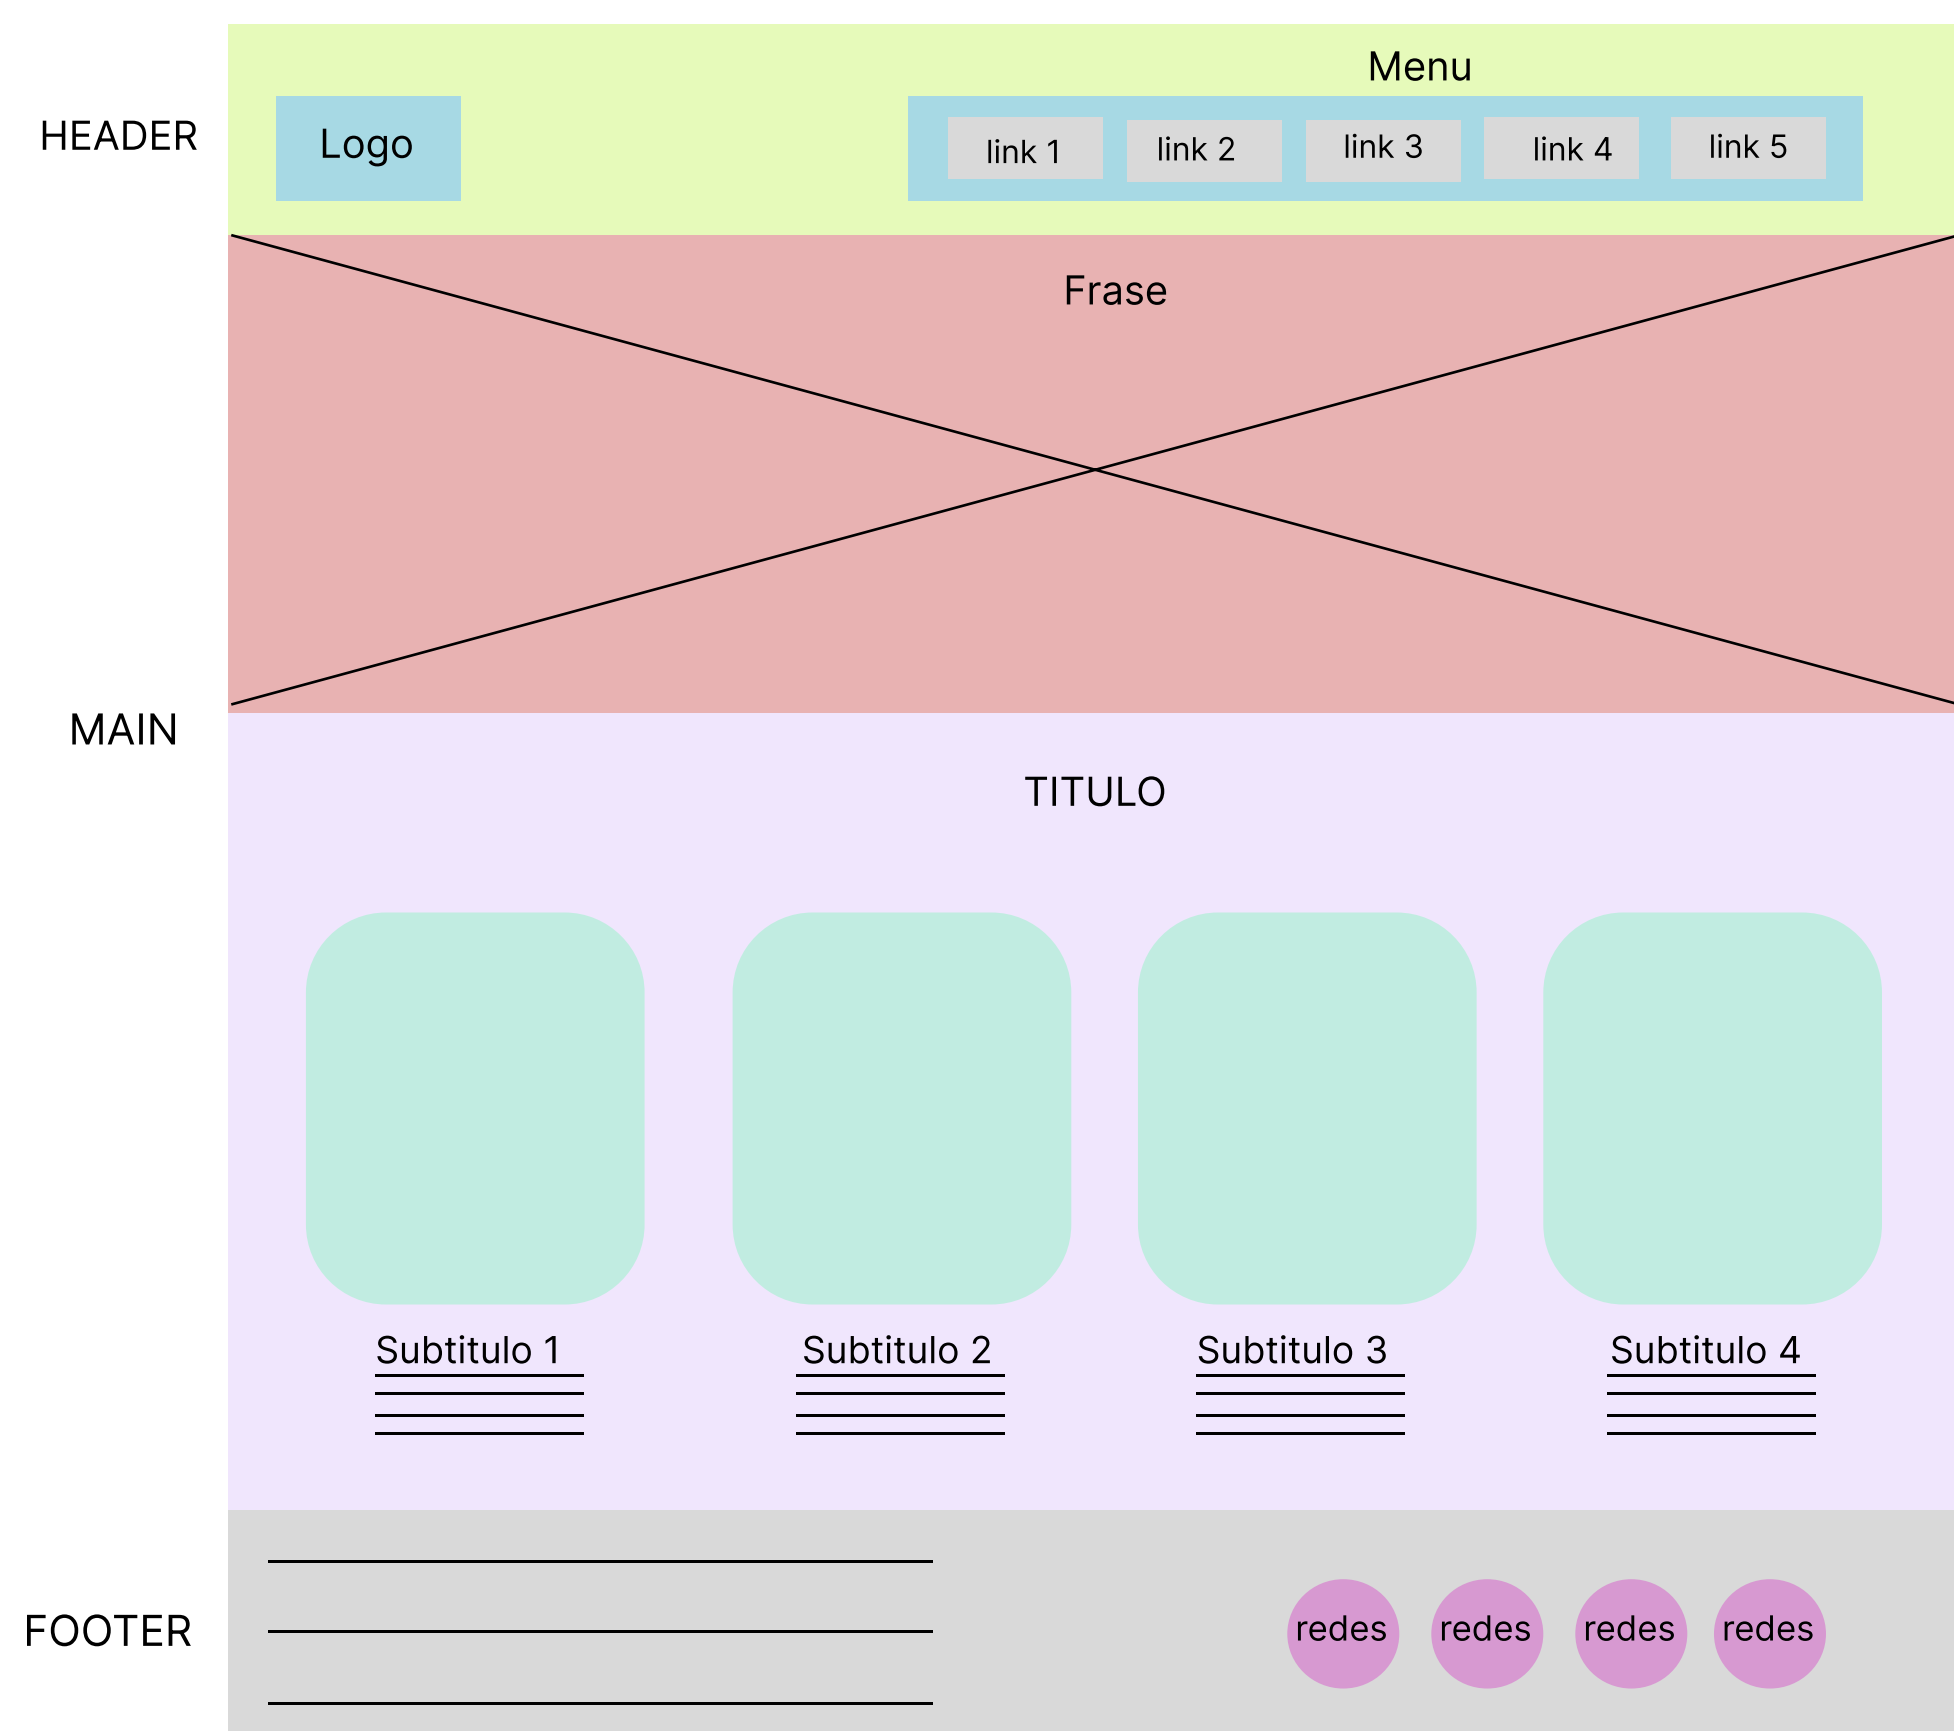 Menu
HEADER
Logo
link 1
link 2
link 3
link 4
link 5
Frase
MAIN
TITULO
Subtitulo 1
Subtitulo 2
Subtitulo 3
Subtitulo 4
FOOTER
redes
redes
redes
redes